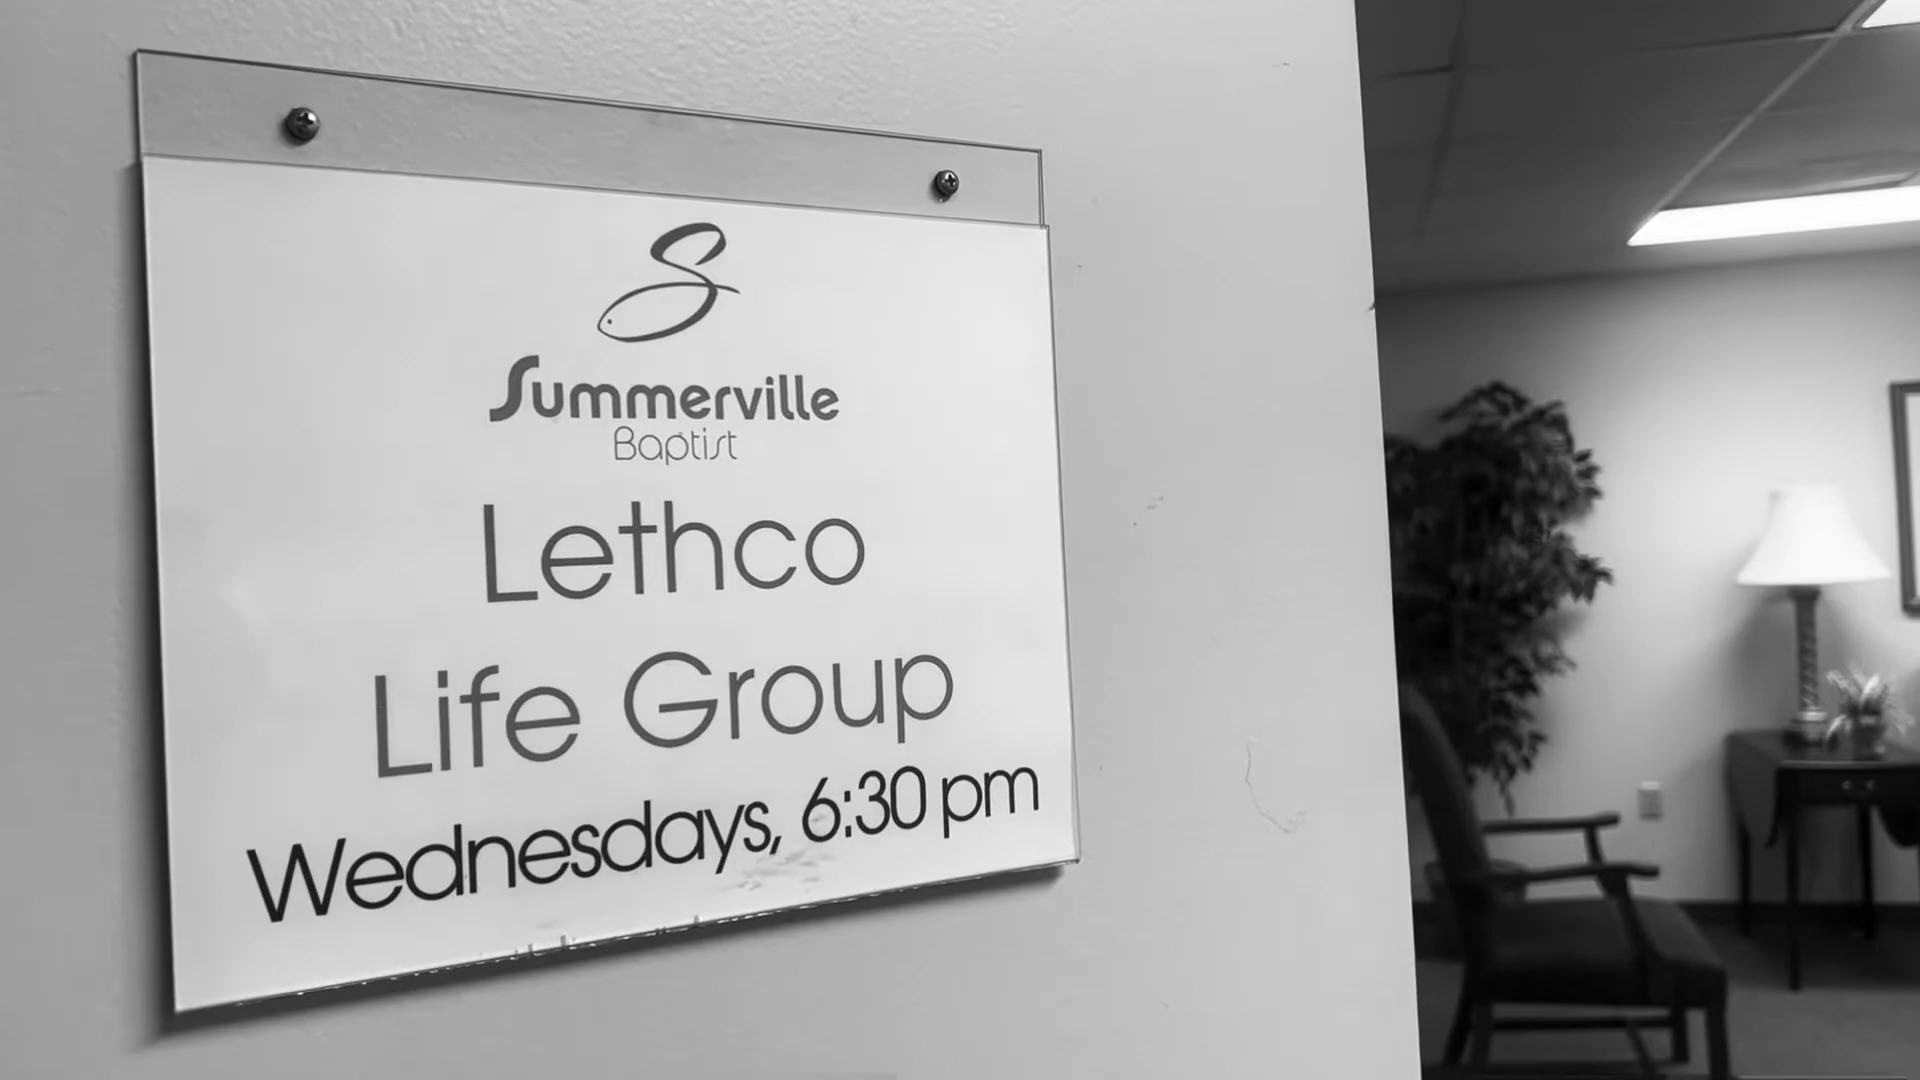 Summerville
Baptist
Lethco
Life Group
Wednesdays, 6:30 pm